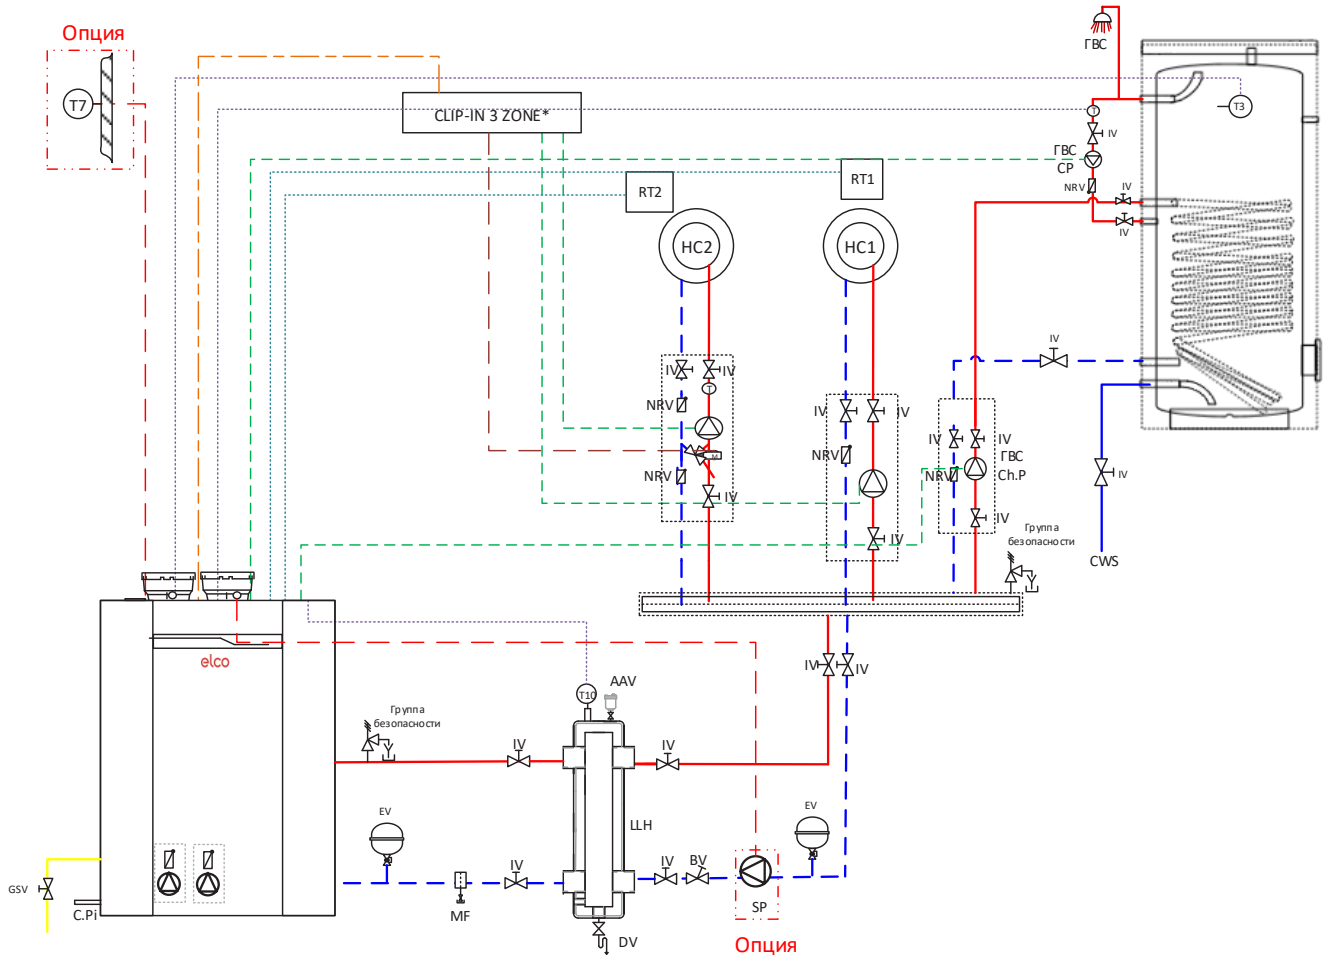 Опция
T7
ГВС
CLIP-IN 3 ZONE*
T
T3
IV
ГВС
CP
RT1
RT2
NRV
IV
IV
HC2
HC1
IV
IV
IV
T
NRV
IV
IV
IV
IV
ГВС
NRV
M
NRV
NRV
Ch.P
IV
IV
IV
IV
Группа
безопасности
CWS
elco
IV
IV
T10
AAV
Группа
безопасности
IV
IV
EV
EV
LLH
IV
IV
BV
GSV
C.Pi
MF
SP
DV
Опция